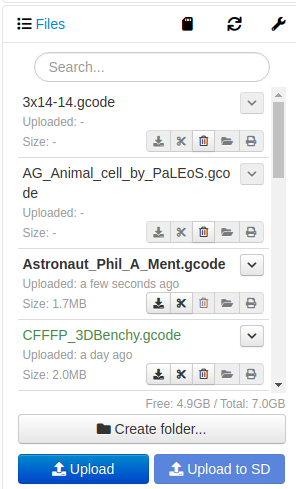 Files
Search...
3x14-14.gcode
Uploaded: -
Size: -
AG_Animal_cell_by_PaLEoS.gco
de
Uploaded: -
Size: -
Astronaut_Phil_A_Ment.gcode
Uploaded: a few seconds ago
Size: 1.7MB
CFFFP_3DBenchy.gcode
Uploaded: a day ago
Size: 2.0MB
Free: 4.9GB / Total: 7.0GB
Create folder...
Upload
Upload to SD